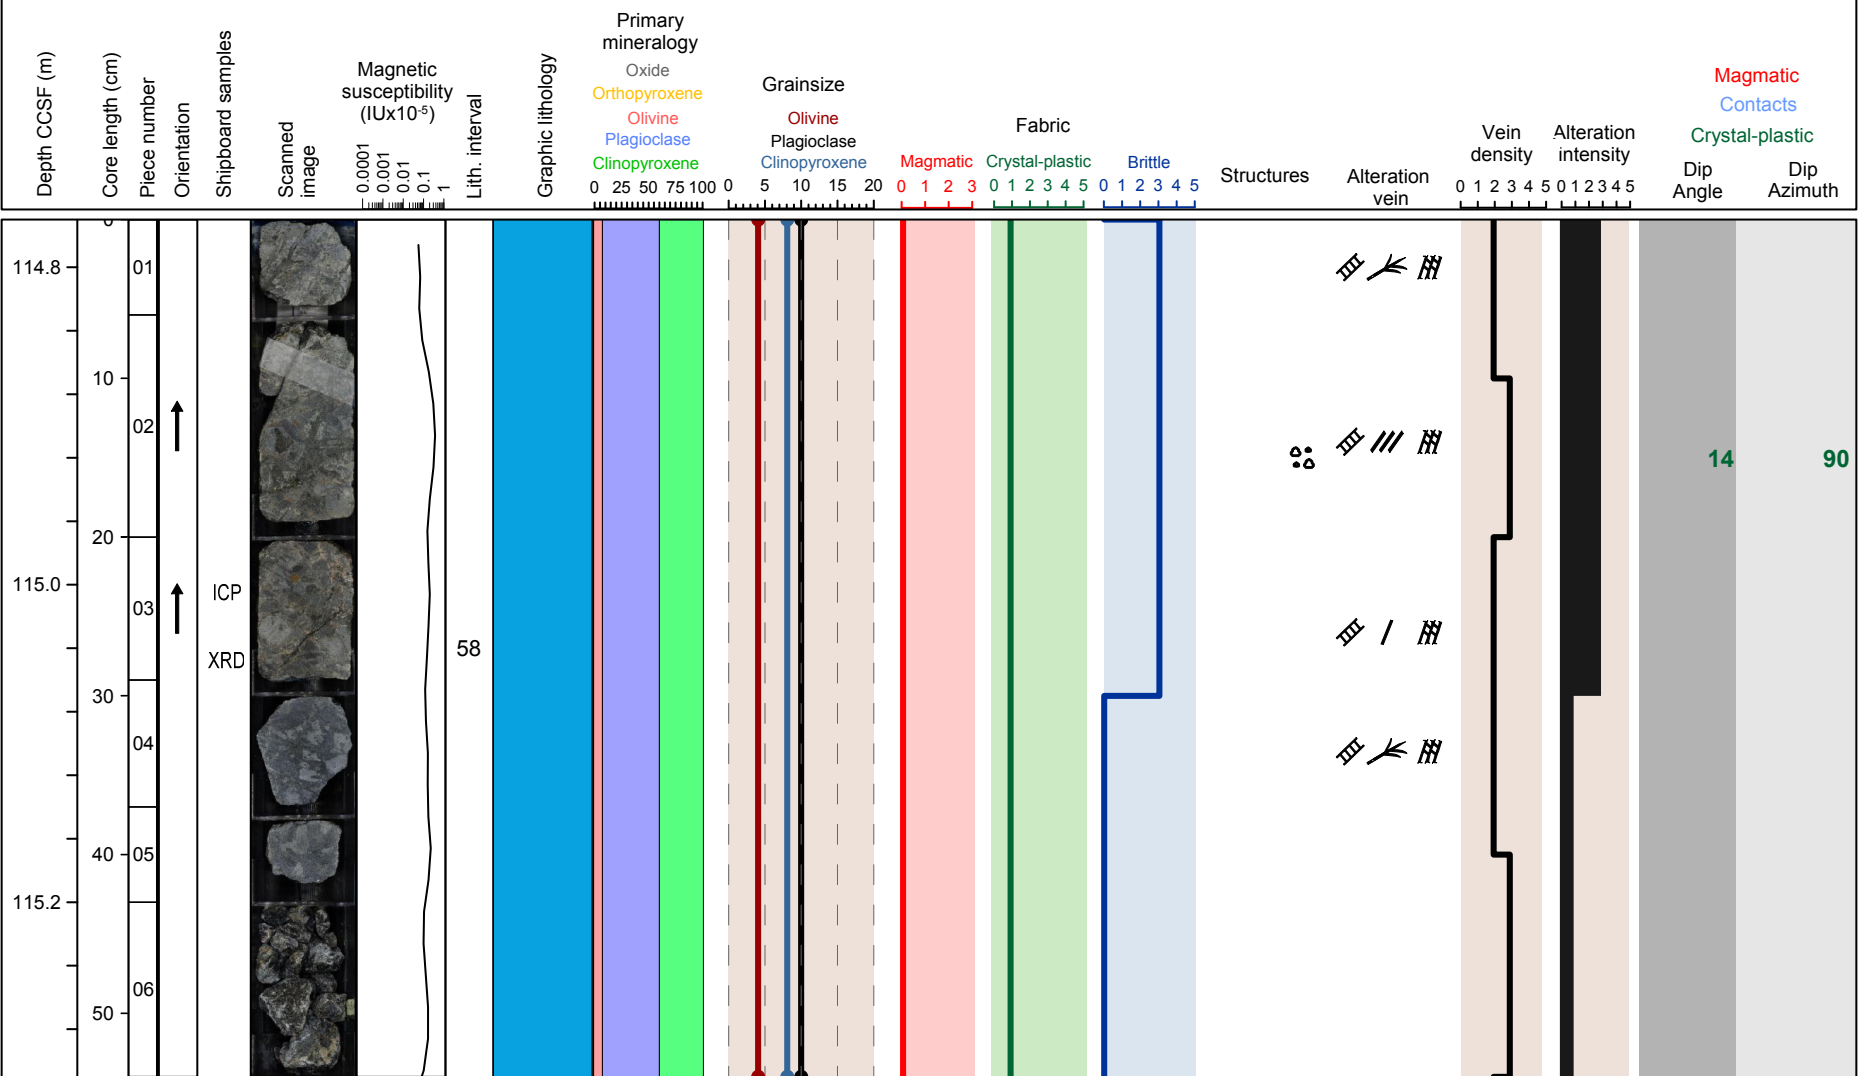 Depth CCSF (m)
Core length (cm)
Piece number
Orientation
Shipboard samples
Scanned
image
Magnetic
susceptibility
(IUx10-5)
0.0001
0.001
0.01
0.1
1
Lith. interval
Graphic lithology
Primary
mineralogy
Oxide
Orthopyroxene
Olivine
Plagioclase
Clinopyroxene
0 25 50 75 100
Grainsize
Olivine
Plagioclase
Clinopyroxene
0 5 10 15 20
Fabric
Magmatic
0 1 2 3
Crystal-plastic
0 1 2 3 4 5
Brittle
0 1 2 3 4 5
Structures
Alteration
vein
Vein
density
0 1 2 3 4 5
Alteration
intensity
0 1 2 3 4 5
Magmatic
Contacts
Crystal-plastic
Dip
Angle
Dip
Azimuth
0
114.8
01
10
02
14 90
20
115.0
ICP
03
58
XRD
30
04
40
05
115.2
06
50